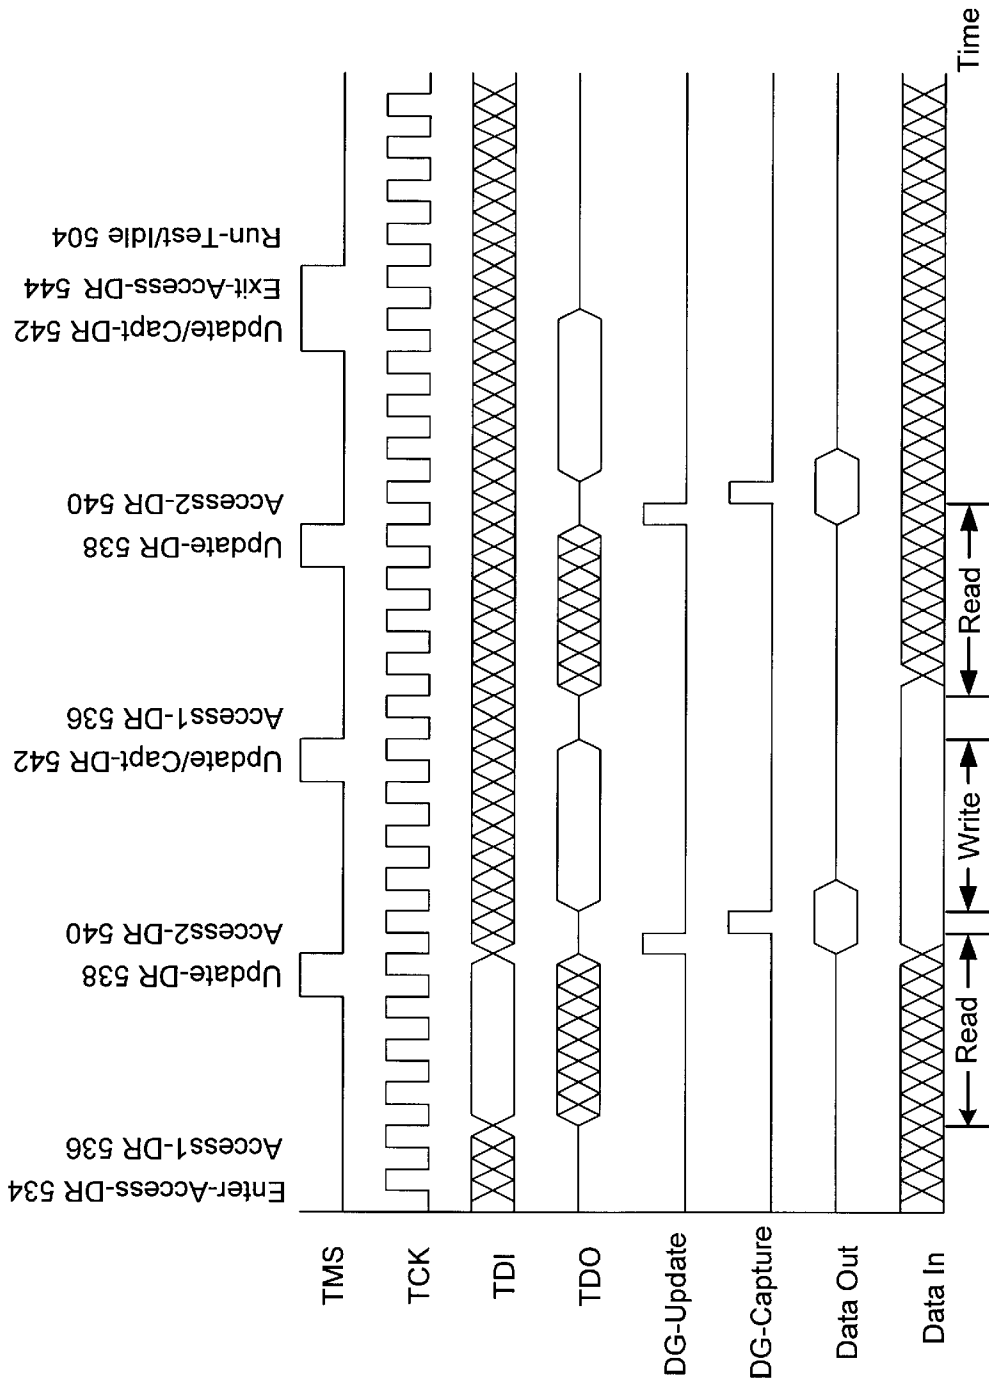 Enter-Access-DR 534
Access1-DR 536
Update-DR 538
Access2-DR 540
Update/Capt-DR 542
Access1-DR 536
Update-DR 538
Access2-DR 540
Update/Capt-DR 542
Exit-Access-DR 544
Run-Test/Idle 504
TMS
TCK
TDI
TDO
DG-Update
DG-Capture
Data Out
Data In
Read
Write
Read
Time